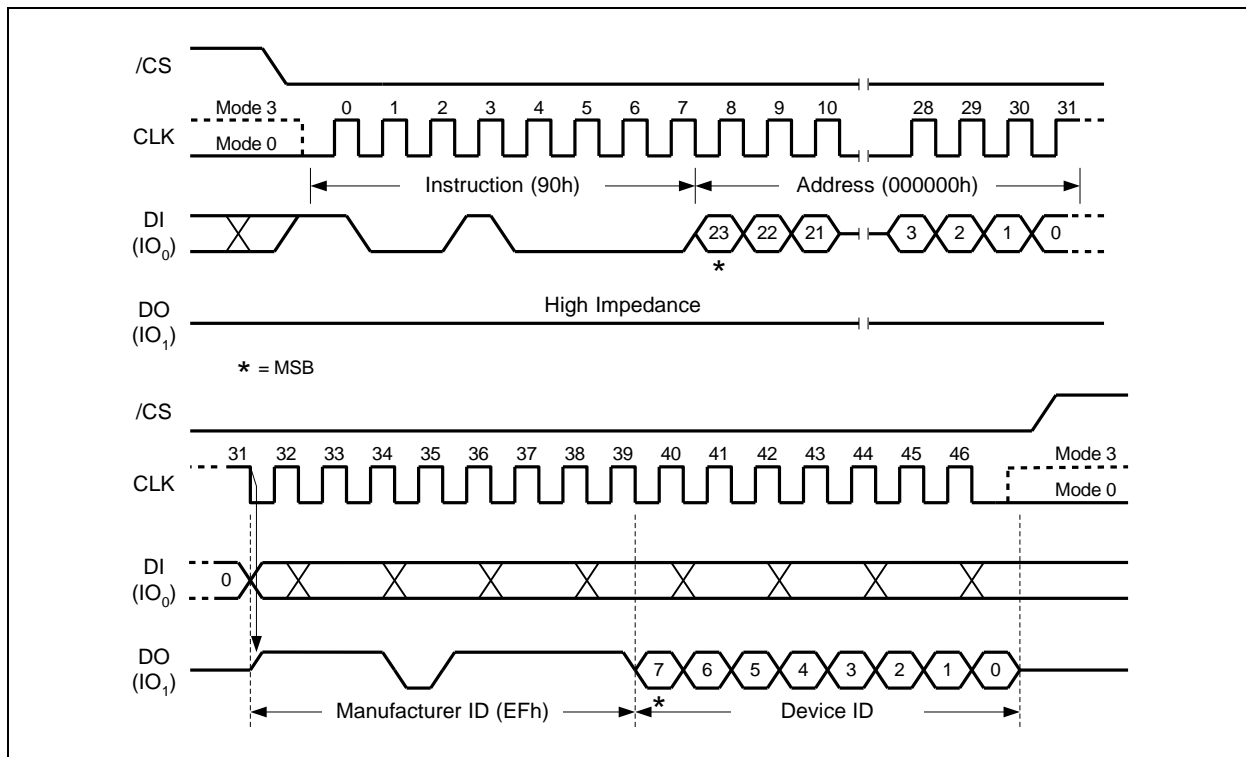 /CS
Mode 3 0 1 2 3 4 5 6 7 8 9 10 28 29 30 31
CLK
Mode 0
Instruction (90h) Address (000000h)
DI
(IO0)
23 22 21 3 2 1 0
*
High Impedance
DO
(IO1)
* = MSB
/CS
31 32 33 34 35 36 37 38 39 40 41 42 43 44 45 46 Mode 3
CLK
Mode 0
DI
(IO0)
0
DO
(IO1)
7 6 5 4 3 2 1 0
*
Manufacturer ID (EFh) Device ID